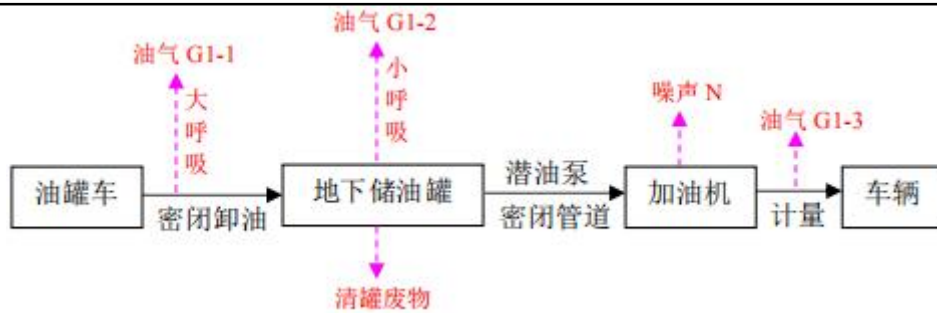 油气 G1-1
油气 G1-2
大呼吸
小呼吸
噪声 N
油气 G1-3
油罐车
密闭卸油
地下储油罐
潜油泵
密闭管道
加油机
计量
车辆
清罐废物